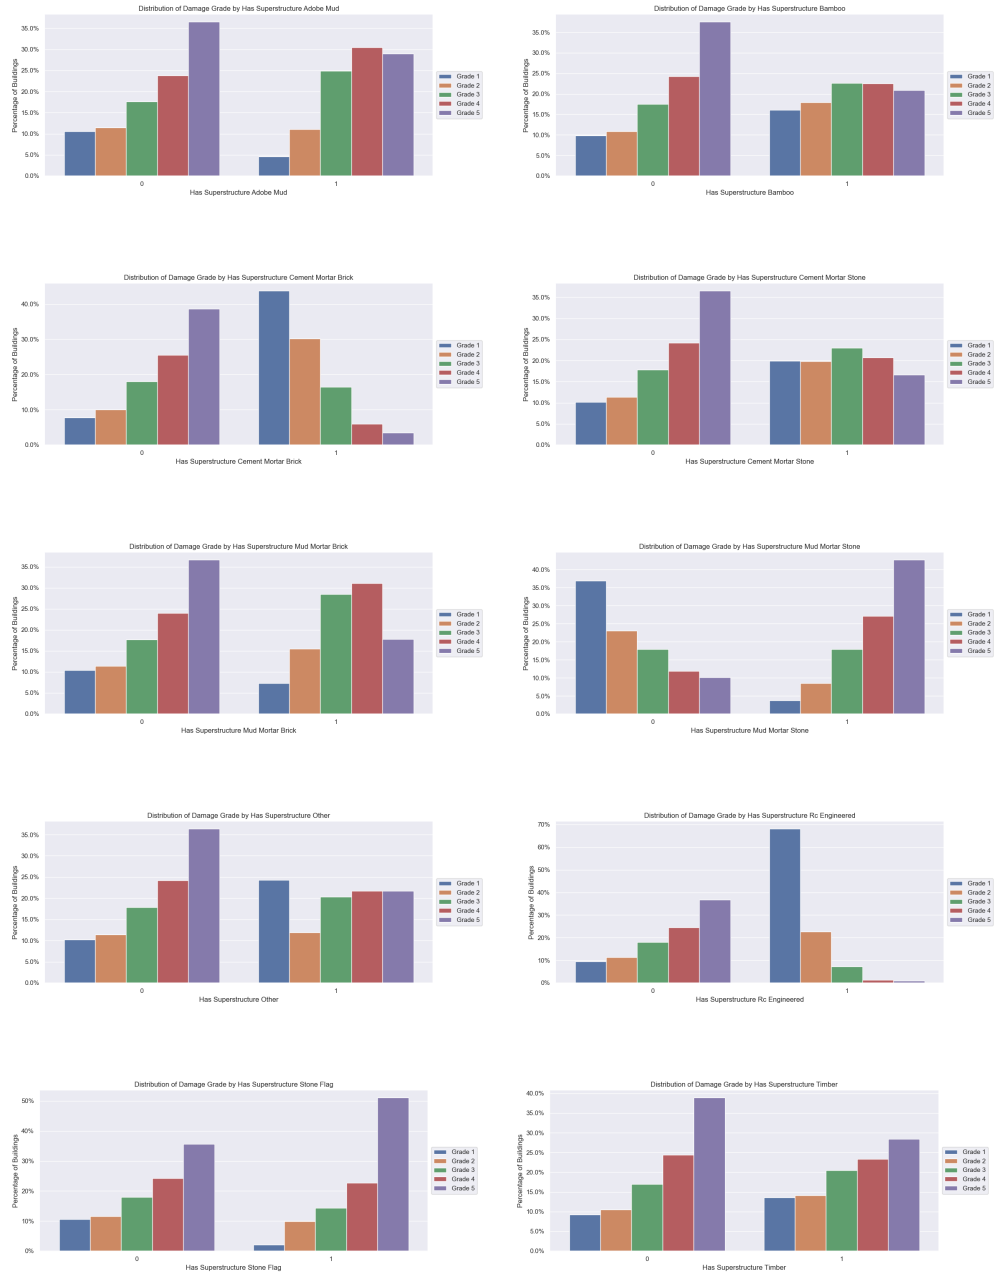 Distribution of Damage Grade by Has Superstructure Adobe Mud
Percentage of Buildings
35.0%
30.0%
25.0%
20.0%
15.0%
10.0%
5.0%
0.0%
0
1
Has Superstructure Adobe Mud
Grade 1
Grade 2
Grade 3
Grade 4
Grade 5
Distribution of Damage Grade by Has Superstructure Bamboo
Percentage of Buildings
35.0%
30.0%
25.0%
20.0%
15.0%
10.0%
5.0%
0.0%
0
1
Has Superstructure Bamboo
Grade 1
Grade 2
Grade 3
Grade 4
Grade 5
Distribution of Damage Grade by Has Superstructure Cement Mortar Brick
Percentage of Buildings
40.0%
30.0%
20.0%
10.0%
0.0%
0
1
Has Superstructure Cement Mortar Brick
Grade 1
Grade 2
Grade 3
Grade 4
Grade 5
Distribution of Damage Grade by Has Superstructure Cement Mortar Stone
Percentage of Buildings
35.0%
30.0%
25.0%
20.0%
15.0%
10.0%
5.0%
0.0%
0
1
Has Superstructure Cement Mortar Stone
Grade 1
Grade 2
Grade 3
Grade 4
Grade 5
Distribution of Damage Grade by Has Superstructure Mud Mortar Brick
Percentage of Buildings
35.0%
30.0%
25.0%
20.0%
15.0%
10.0%
5.0%
0.0%
0
1
Has Superstructure Mud Mortar Brick
Grade 1
Grade 2
Grade 3
Grade 4
Grade 5
Distribution of Damage Grade by Has Superstructure Mud Mortar Stone
Percentage of Buildings
40.0%
35.0%
30.0%
25.0%
20.0%
15.0%
10.0%
5.0%
0.0%
0
1
Has Superstructure Mud Mortar Stone
Grade 1
Grade 2
Grade 3
Grade 4
Grade 5
Distribution of Damage Grade by Has Superstructure Other
Percentage of Buildings
35.0%
30.0%
25.0%
20.0%
15.0%
10.0%
5.0%
0.0%
0
1
Has Superstructure Other
Grade 1
Grade 2
Grade 3
Grade 4
Grade 5
Distribution of Damage Grade by Has Superstructure Rc Engineered
Percentage of Buildings
70%
60%
50%
40%
30%
20%
10%
0%
0
1
Has Superstructure Rc Engineered
Grade 1
Grade 2
Grade 3
Grade 4
Grade 5
Distribution of Damage Grade by Has Superstructure Stone Flag
Percentage of Buildings
50%
40%
30%
20%
10%
0%
0
1
Has Superstructure Stone Flag
Grade 1
Grade 2
Grade 3
Grade 4
Grade 5
Distribution of Damage Grade by Has Superstructure Timber
Percentage of Buildings
40.0%
35.0%
30.0%
25.0%
20.0%
15.0%
10.0%
5.0%
0.0%
0
1
Has Superstructure Timber
Grade 1
Grade 2
Grade 3
Grade 4
Grade 5